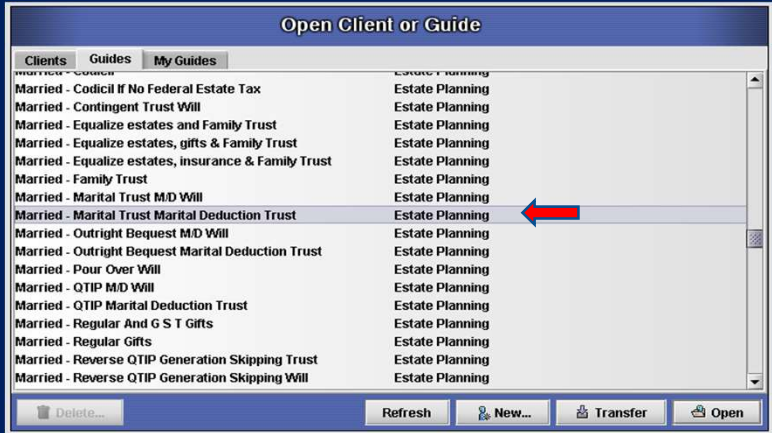 Open Client or Guide
Clients Guides My Guides
Married - Codicil Estate Planning
Married - Codicil If No Federal Estate Tax Estate Planning
Married - Contingent Trust Will Estate Planning
Married - Equalize estates and Family Trust Estate Planning
Married - Equalize estates, gifts & Family Trust Estate Planning
Married - Equalize estates, insurance & Family Trust Estate Planning
Married - Family Trust Estate Planning
Married - Marital Trust M/D Will Estate Planning
Married - Marital Trust Marital Deduction Trust Estate Planning
Married - Outright Bequest M/D Will Estate Planning
Married - Outright Bequest Marital Deduction Trust Estate Planning
Married - Pour Over Will Estate Planning
Married - QTIP M/D Will Estate Planning
Married - QTIP Marital Deduction Trust Estate Planning
Married - Regular And G S T Gifts Estate Planning
Married - Regular Gifts Estate Planning
Married - Reverse QTIP Generation Skipping Trust Estate Planning
Married - Reverse QTIP Generation Skipping Will Estate Planning
Delete... Refresh New... Transfer Open